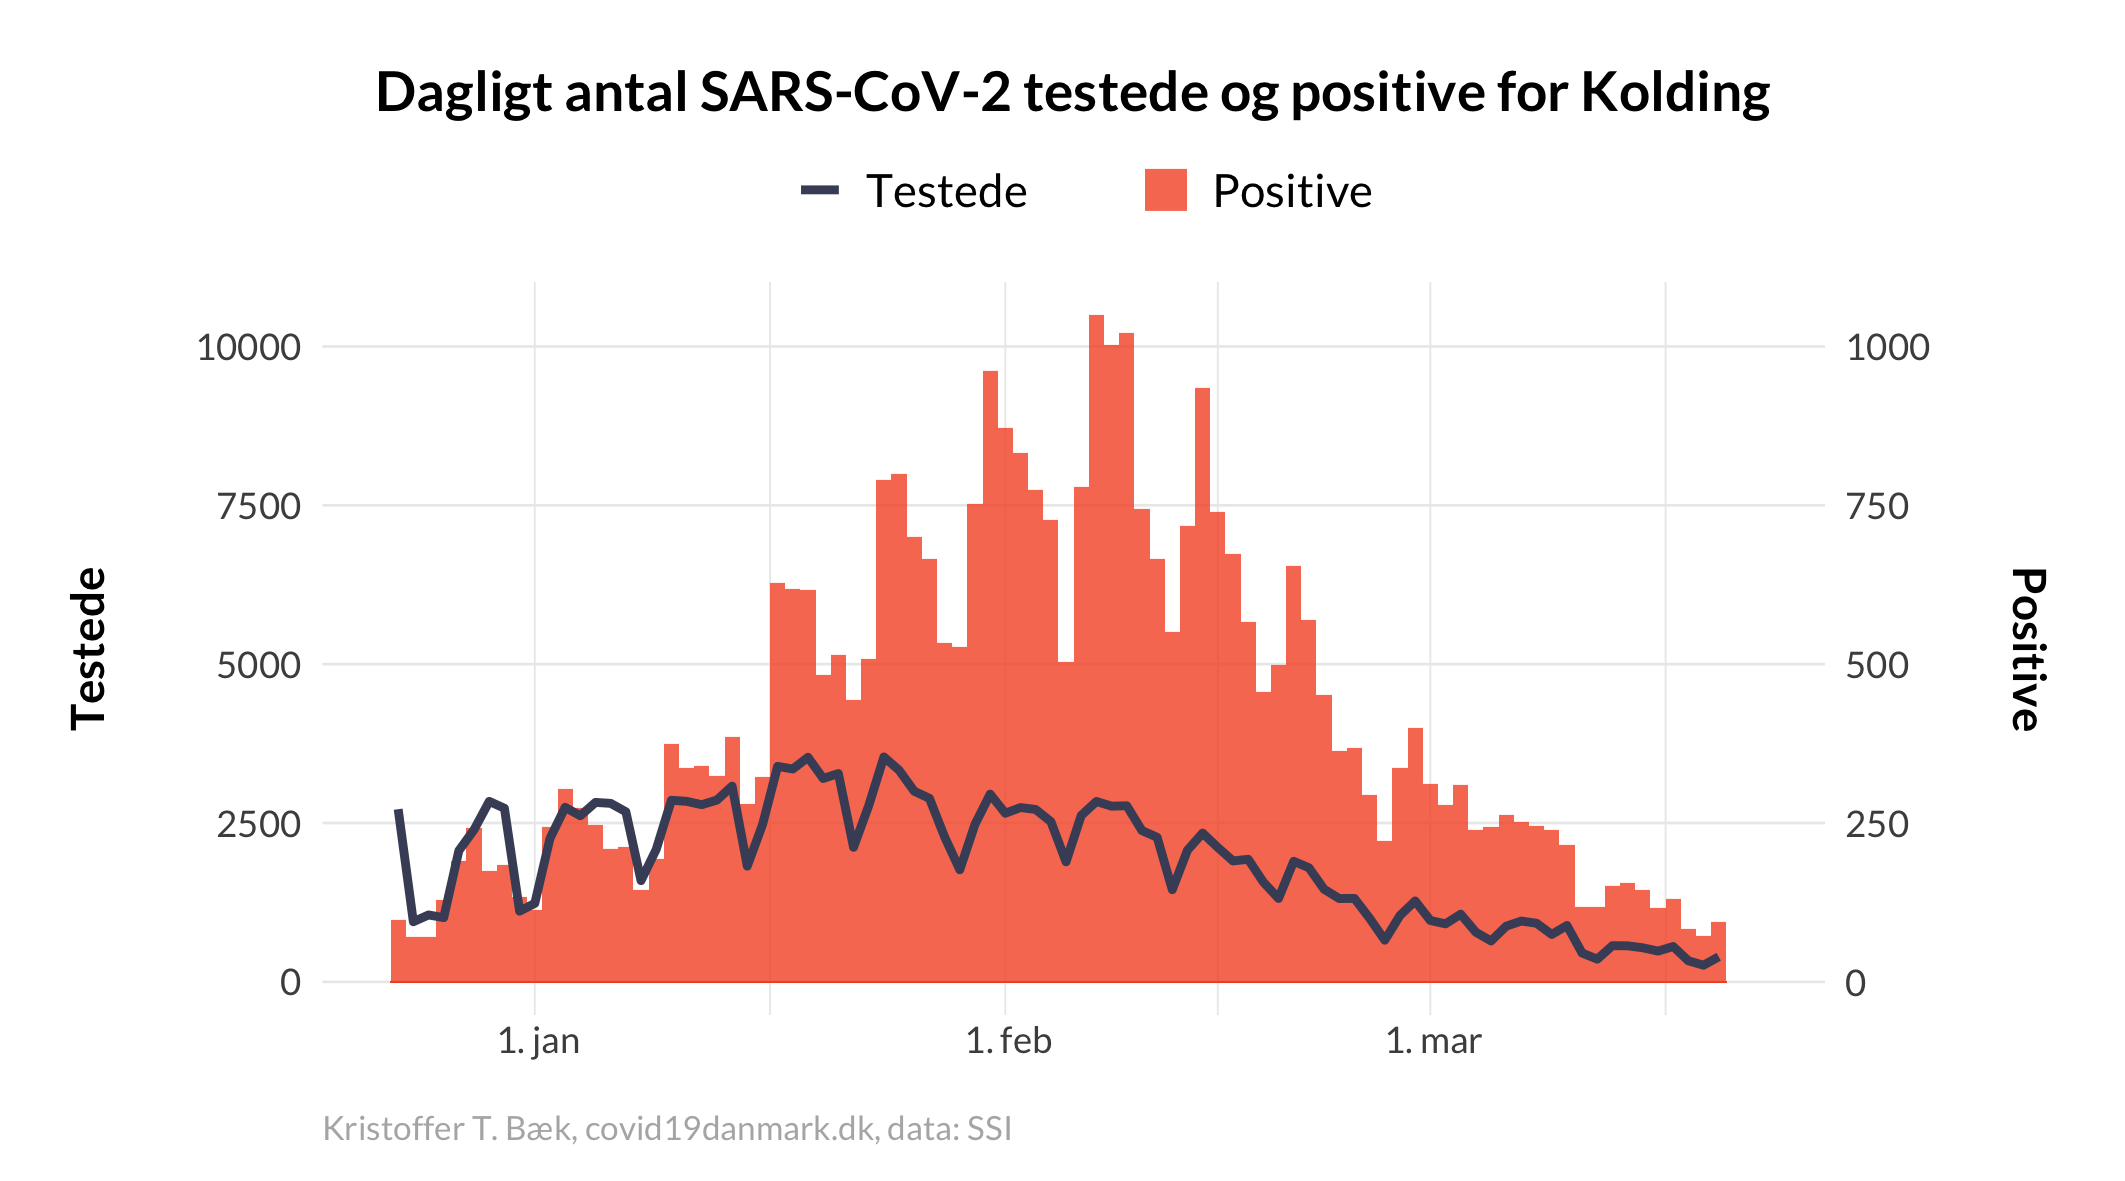 Dagligt antal SARS-CoV-2 testede og positive for Kolding
Testede
Positive
10000
7500
5000
2500
0
1000
750
500
250
0
Testede
Positive
1. jan
1. feb
1. mar
Kristoffer T. Bæk, covid19danmark.dk, data: SSI